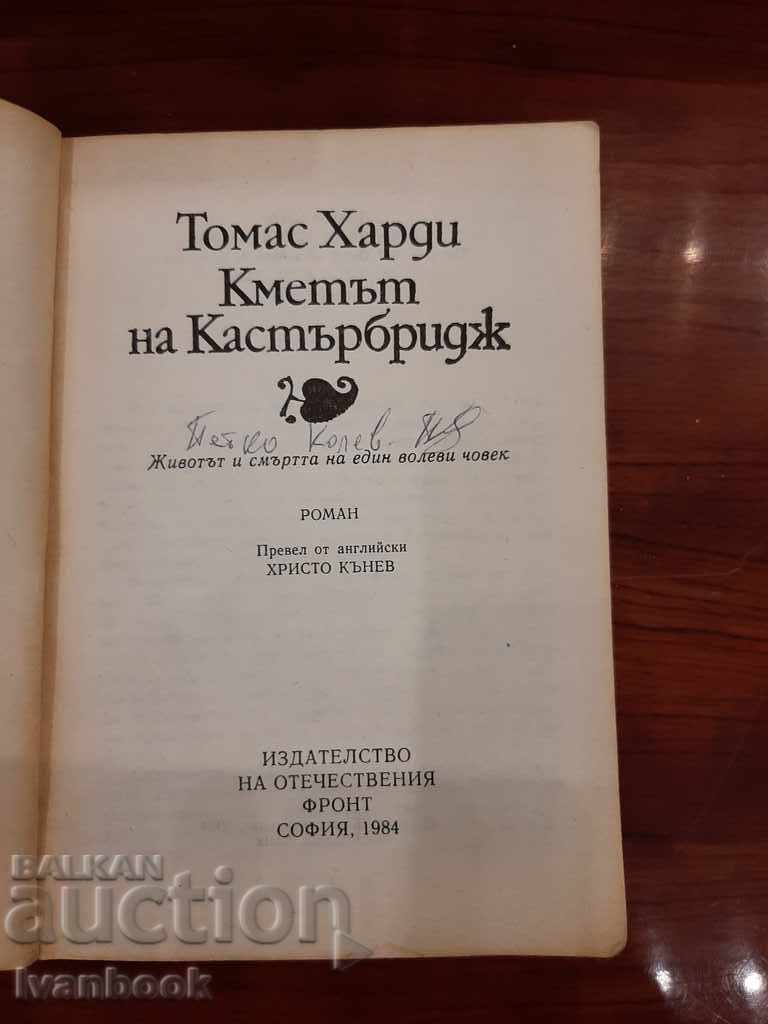 Томас Харди
Кметът
на Кастърбридж
Петко Колев
Животът и смъртта на един волеви човек
РОМАН
Превел от английски
ХРИСТО КЪНЕВ
ИЗДАТЕЛСТВО
НА ОТЕЧЕСТВЕНИЯ
ФРОНТ
СОФИЯ, 1984
BALKAN
auction
Ivanbook